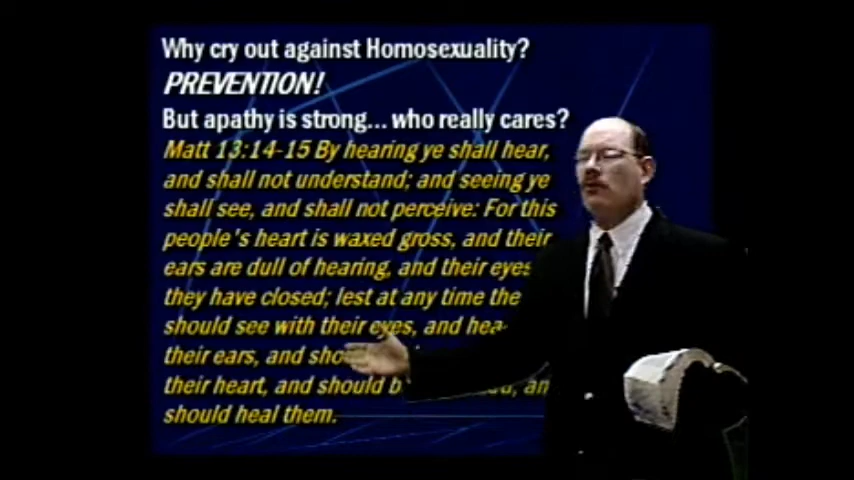 Why cry out against Homosexuality?
PREVENTION!
But apathy is strong... who really cares?
Matt 13:14-15 By hearing ye shall hear,
and shall not understand; and seeing ye
shall see, and shall not perceive: For this
people's heart is waxed gross, and their
ears are dull of hearing, and their eyes
they have closed; lest at any time the
should see with their eyes, and hea
their ears, and sho
their heart, and should b
should heal them.